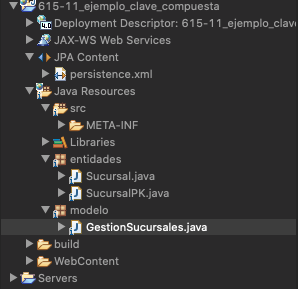 615-11_ejemplo_clave_compuesta
Deployment Descriptor: 615-11_ejemplo_clav
JAX-WS Web Services
JPA Content
persistence.xml
Java Resources
src
META-INF
Libraries
entidades
Sucursal.java
SucursalPK.java
modelo
GestionSucursales.java
build
WebContent
Servers